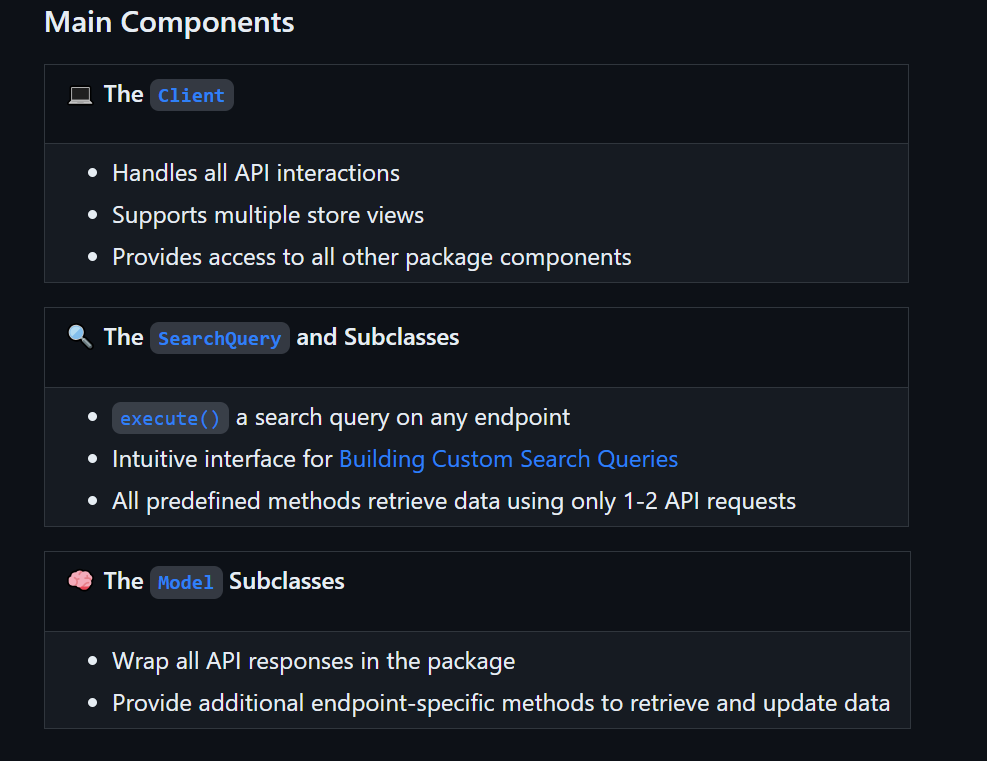 Main Components
The Client
Handles all API interactions
Supports multiple store views
Provides access to all other package components
The SearchQuery and Subclasses
execute() a search query on any endpoint
Intuitive interface for Building Custom Search Queries
All predefined methods retrieve data using only 1-2 API requests
The Model Subclasses
Wrap all API responses in the package
Provide additional endpoint-specific methods to retrieve and update data